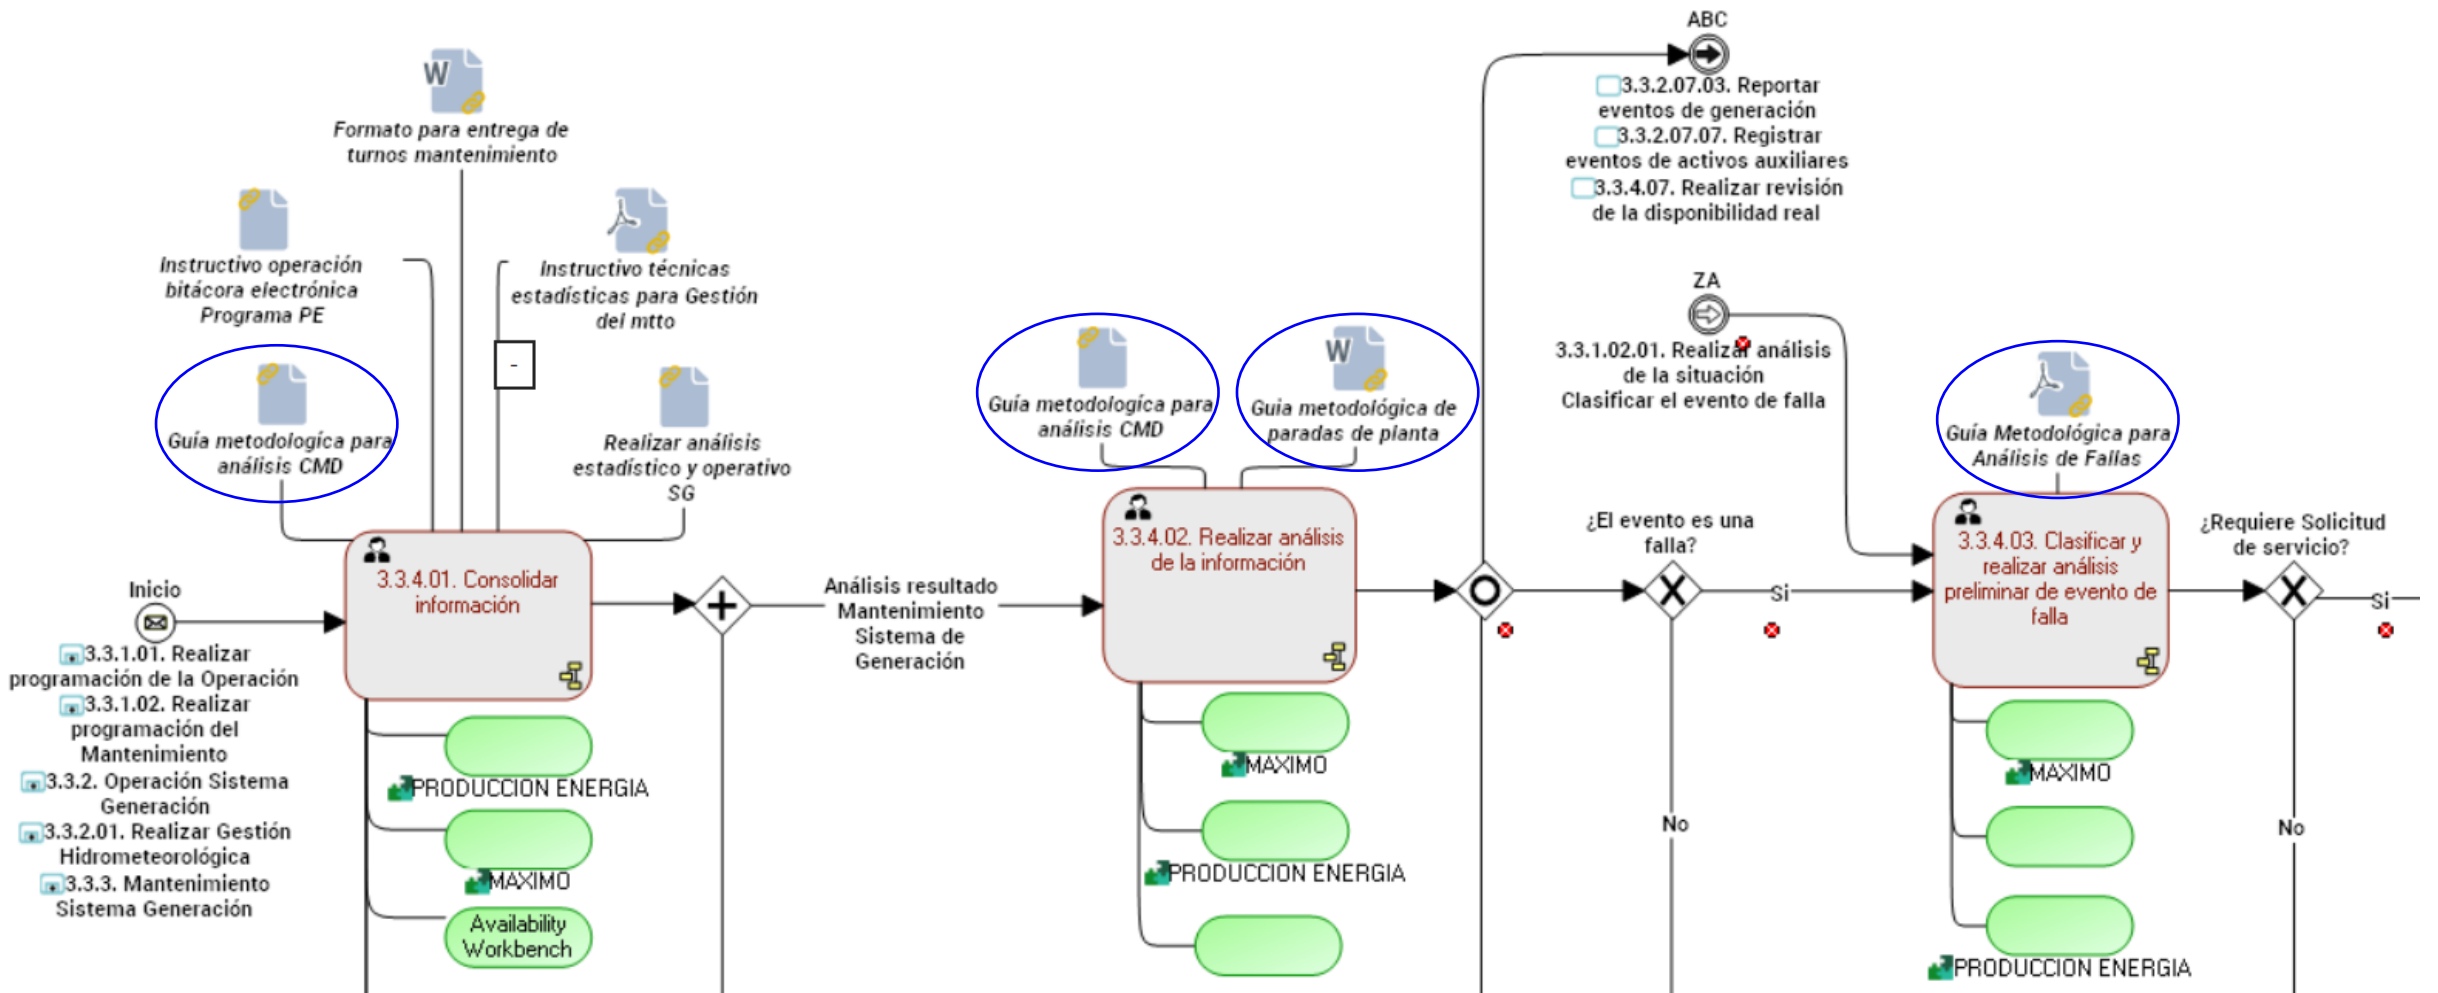 Formato para entrega de
turnos mantenimiento
Instructivo operación
bitácora electrónica
Programa PE
Instructivo técnicas
estadísticas para Gestión
del mtto
-
Guía metodologíca para
análisis CMD
Realizar análisis
estadístico y operativo
SG
Inicio
3.3.1.01. Realizar
programación de la Operación
3.3.1.02. Realizar
programación del
Mantenimiento
3.3.2. Operación Sistema
Generación
3.3.2.01. Realizar Gestión
Hidrometeorológica
3.3.3. Mantenimiento
Sistema Generación
3.3.4.01. Consolidar
información
PRODUCCION ENERGIA
MAXIMO
Availability
Workbench
Análisis resultado
Mantenimiento
Sistema de
Generación
Guía metodologíca para
análisis CMD
Guia metodológica de
paradas de planta
3.3.4.02. Realizar análisis
de la información
MAXIMO
PRODUCCION ENERGIA
ABC
3.3.2.07.03. Reportar
eventos de generación
3.3.2.07.07. Registrar
eventos de activos auxiliares
3.3.4.07. Realizar revisión
de la disponibilidad real
ZA
3.3.1.02.01. Realizar análisis
de la situación
Clasificar el evento de falla
¿El evento es una
falla?
Si
No
Guía Metodológica para
Análisis de Fallas
3.3.4.03. Clasificar y
realizar análisis
preliminar de evento de
falla
MAXIMO
PRODUCCION ENERGIA
¿Requiere Solicitud
de servicio?
Si
No